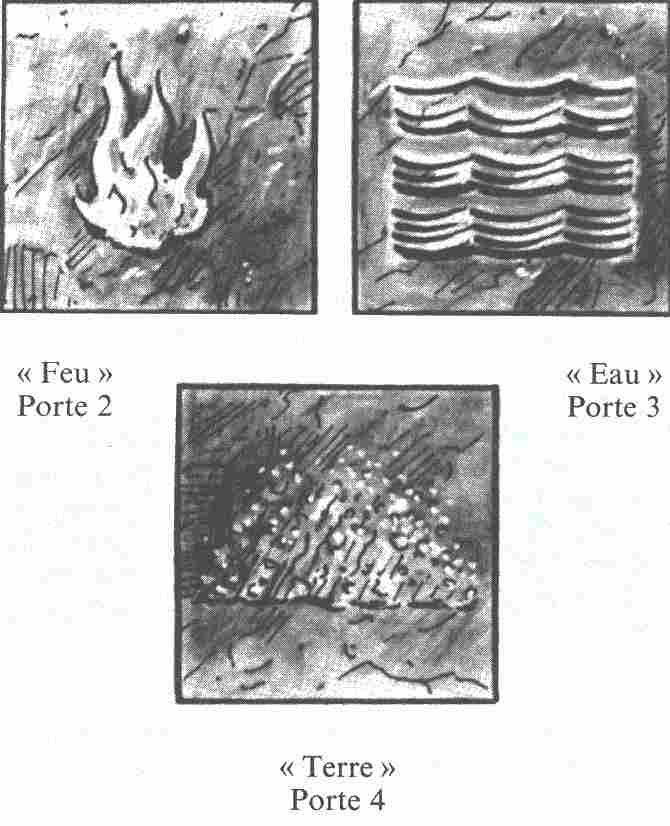 « Feu »
Porte 2
« Eau »
Porte 3
« Terre »
Porte 4